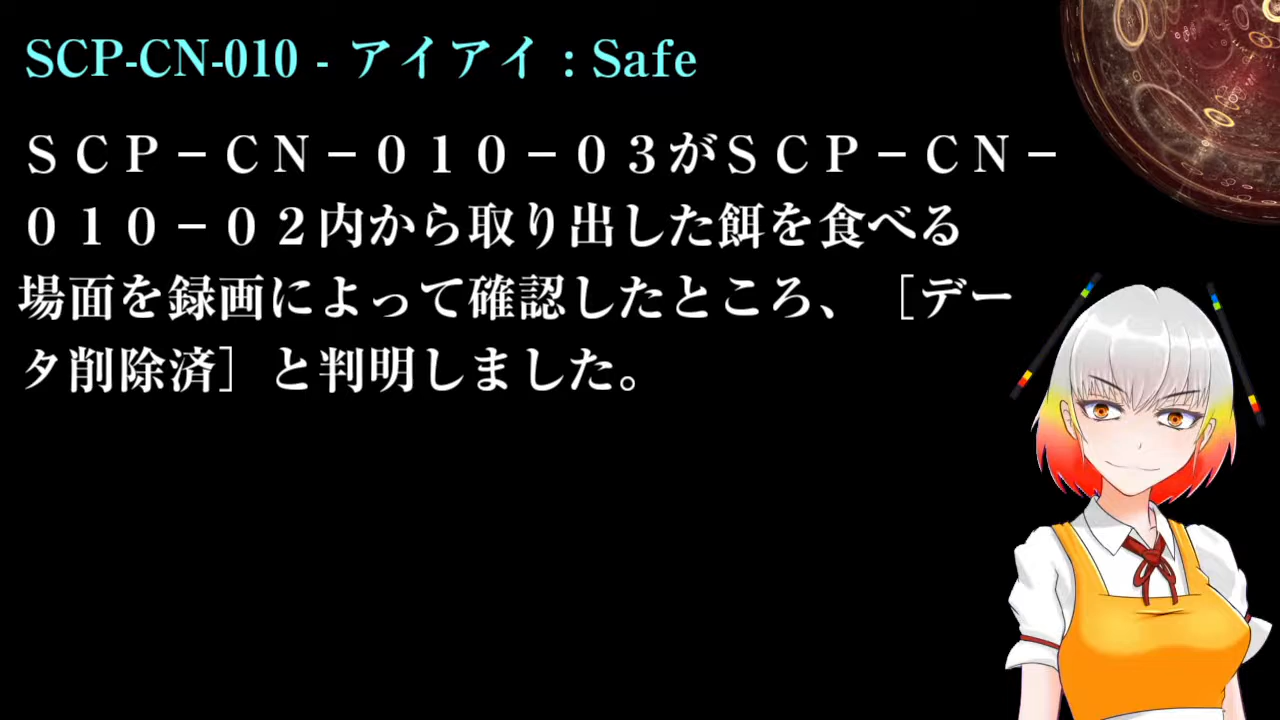 SCP-CN-010 - アイアイ : Safe
ＳＣＰ－ＣＮ－０１０－０３がＳＣＰ－ＣＮ－
０１０－０２内から取り出した餌を食べる
場面を録画によって確認したところ、［デー
タ削除済］と判明しました。